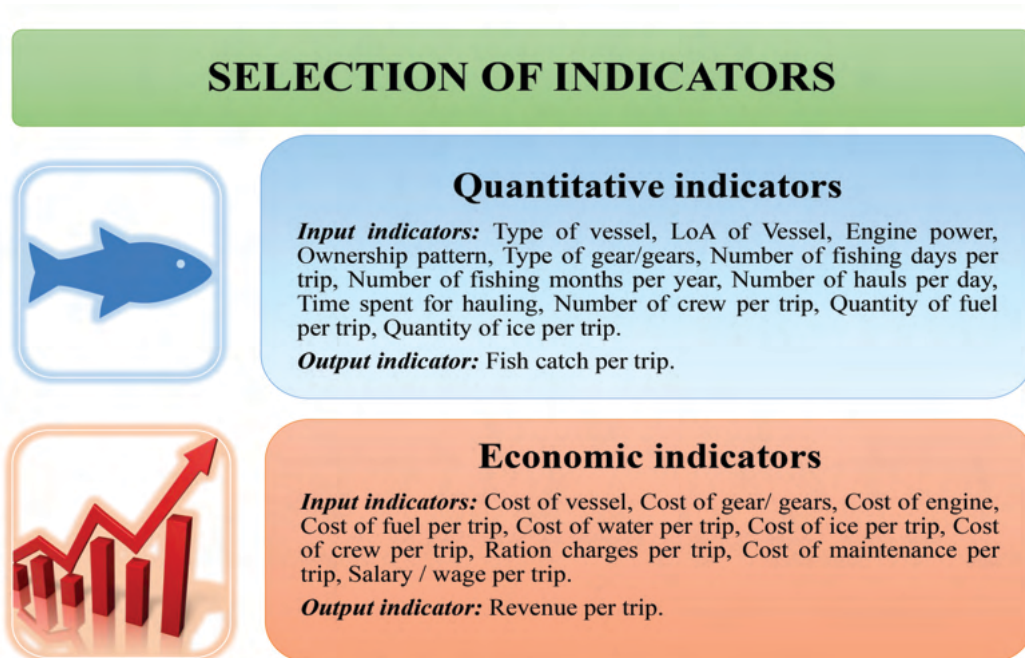 SELECTION OF INDICATORS
Quantitative indicators
Input indicators: Type of vessel, LoA of Vessel, Engine power,
Ownership pattern, Type of gear/gears, Number of fishing days per
trip, Number of fishing months per year, Number of hauls per day,
Time spent for hauling, Number of crew per trip, Quantity of fuel
per trip, Quantity of ice per trip.
Output indicator: Fish catch per trip.
Economic indicators
Input indicators: Cost of vessel, Cost of gear/ gears, Cost of engine,
Cost of fuel per trip, Cost of water per trip, Cost of ice per trip, Cost
of crew per trip, Ration charges per trip, Cost of maintenance per
trip, Salary / wage per trip.
Output indicator: Revenue per trip.